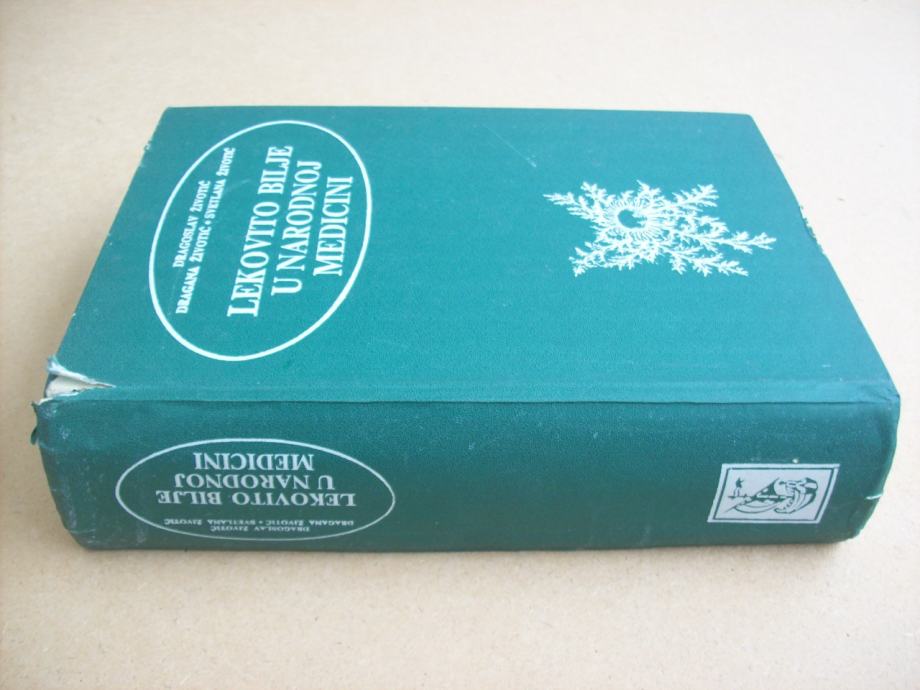 DRAGOSLAV ŽIVOTIĆ
DRAGANA ŽIVOTIĆ • SVETLANA ŽIVOTIĆ
LEKOVITO BILJE
U NARODNOJ
MEDICINI
DRAGOSLAV ŽIVOTIĆ
DRAGANA ŽIVOTIĆ • SVETLANA ŽIVOTIĆ
LEKOVITO BILJE
U NARODNOJ
MEDICINI